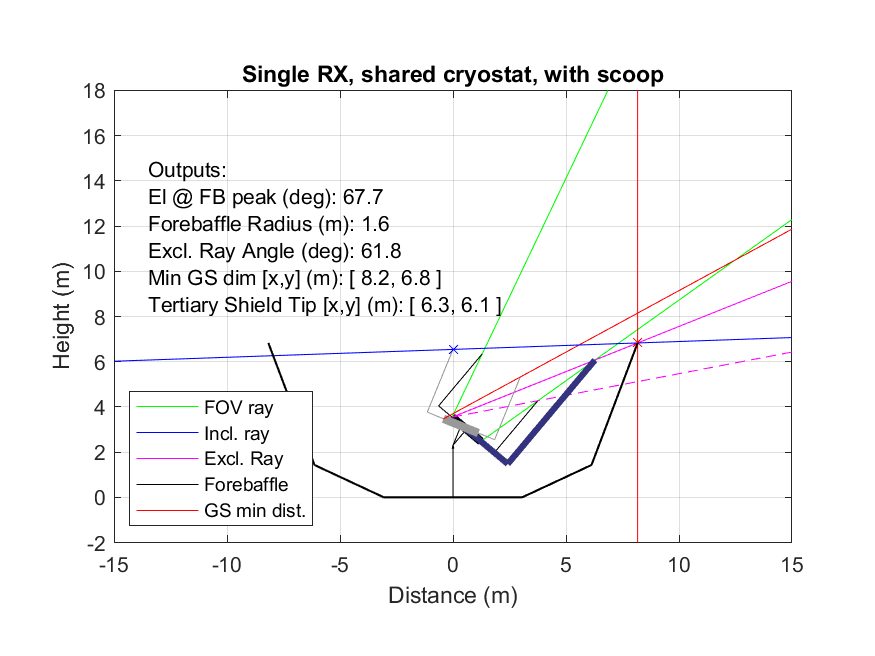 Single RX, shared cryostat, with scoop
18
16
14
12
10
8
6
4
2
0
-2
Height (m)
Outputs:
El @ FB peak (deg): 67.7
Forebaffle Radius (m): 1.6
Excl. Ray Angle (deg): 61.8
Min GS dim [x,y] (m): [ 8.2, 6.8 ]
Tertiary Shield Tip [x,y] (m): [ 6.3, 6.1 ]
FOV ray
Incl. ray
Excl. Ray
Forebaffle
GS min dist.
-15
-10
-5
0
5
10
15
Distance (m)